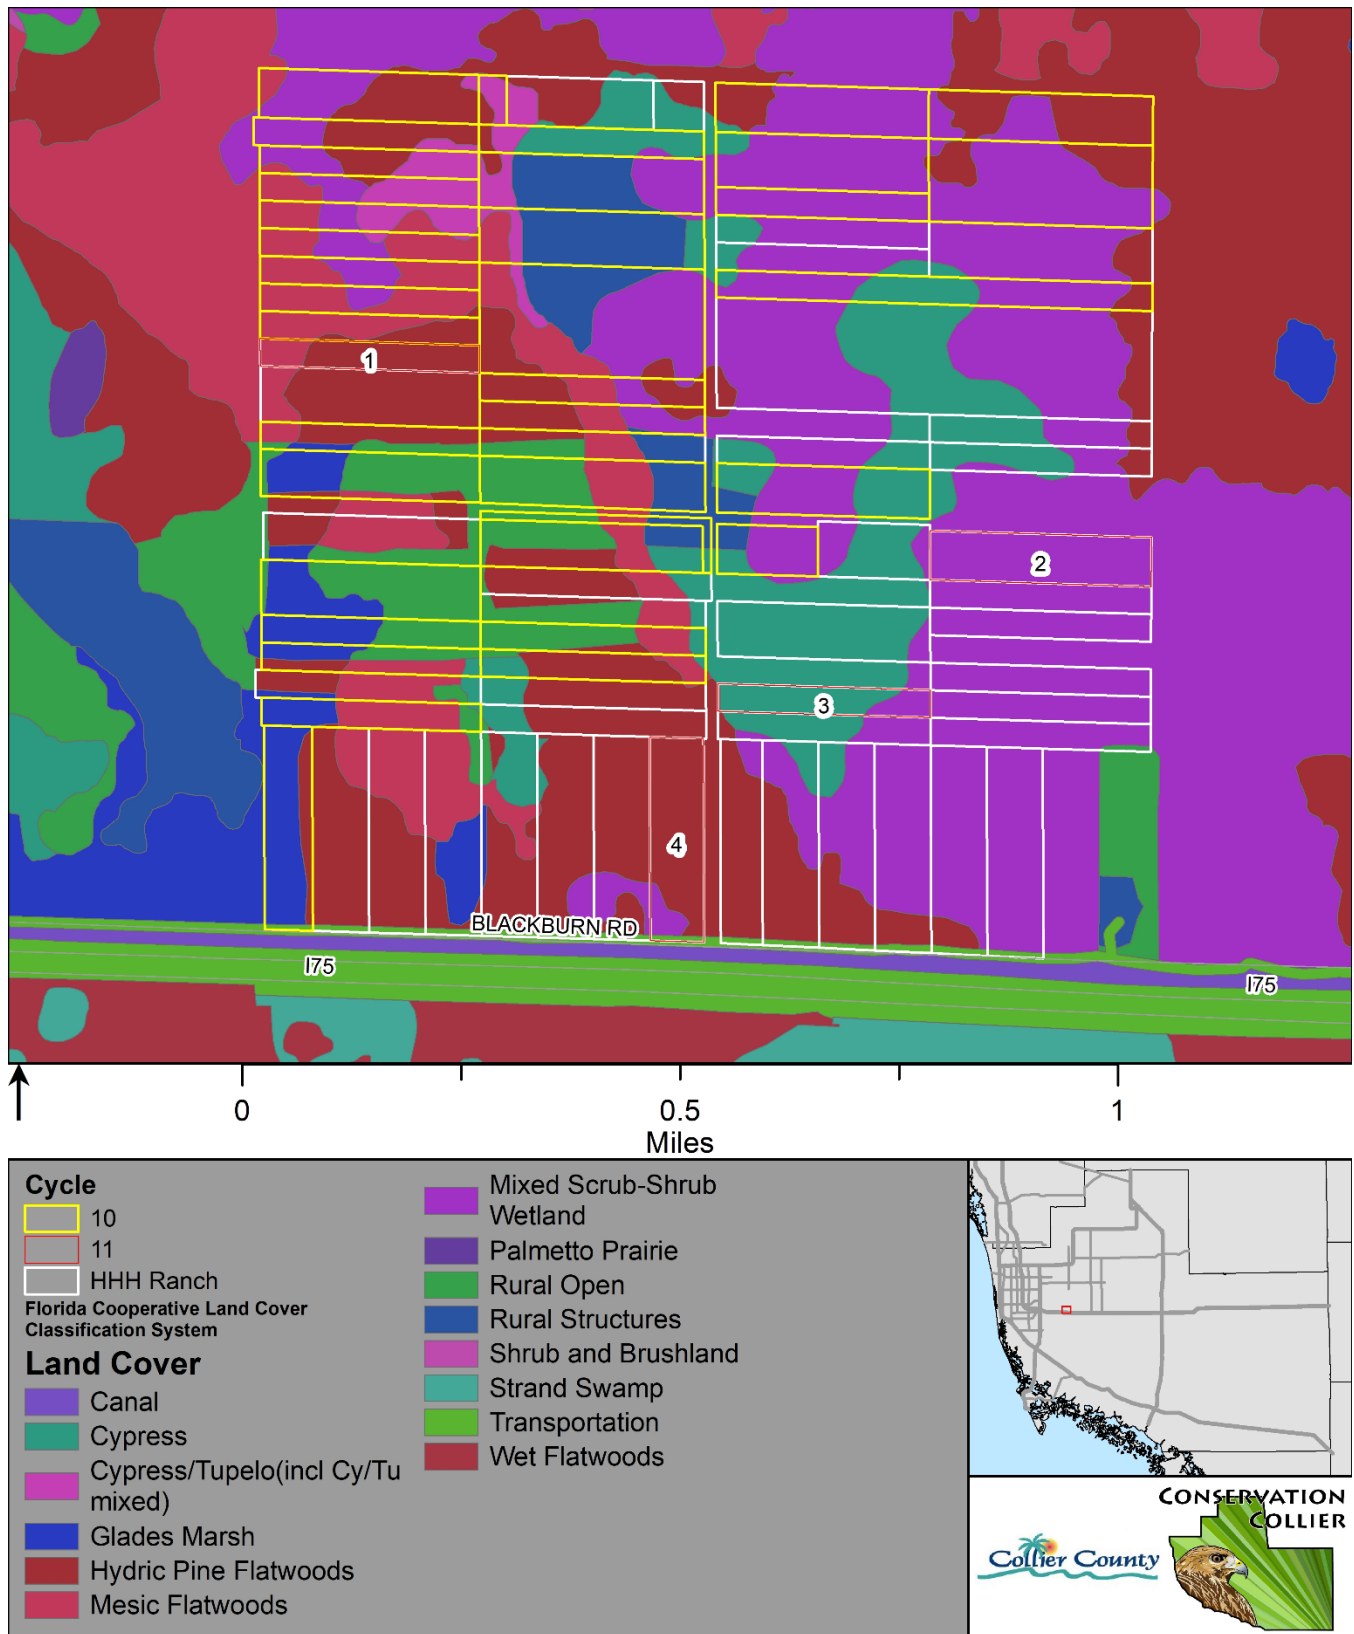 1
2
3
4
BLACKBURN RD
I75
I75
0
0.5
1
Miles
Cycle
10
11
HHH Ranch
Florida Cooperative Land Cover
Classification System
Land Cover
Canal
Cypress
Cypress/Tupelo(incl Cy/Tu
mixed)
Glades Marsh
Hydric Pine Flatwoods
Mesic Flatwoods
Mixed Scrub-Shrub
Wetland
Palmetto Prairie
Rural Open
Rural Structures
Shrub and Brushland
Strand Swamp
Transportation
Wet Flatwoods
CONSERVATION
COLLIER
Collier County